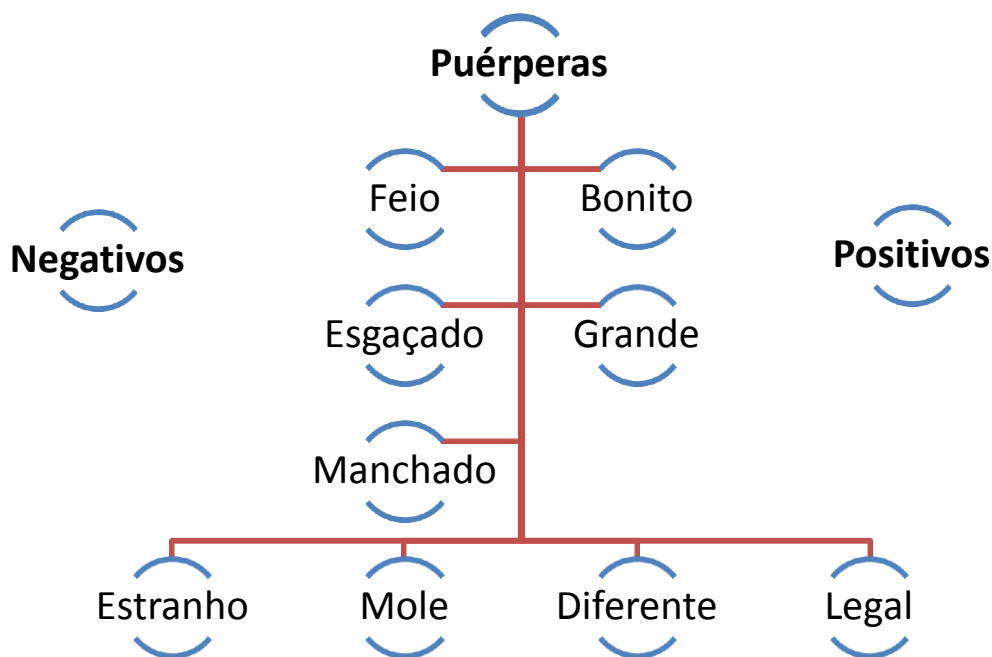 Puérperas
Feio
Bonito
Negativos
Positivos
Esgaçado
Grande
Manchado
Estranho
Mole
Diferente
Legal